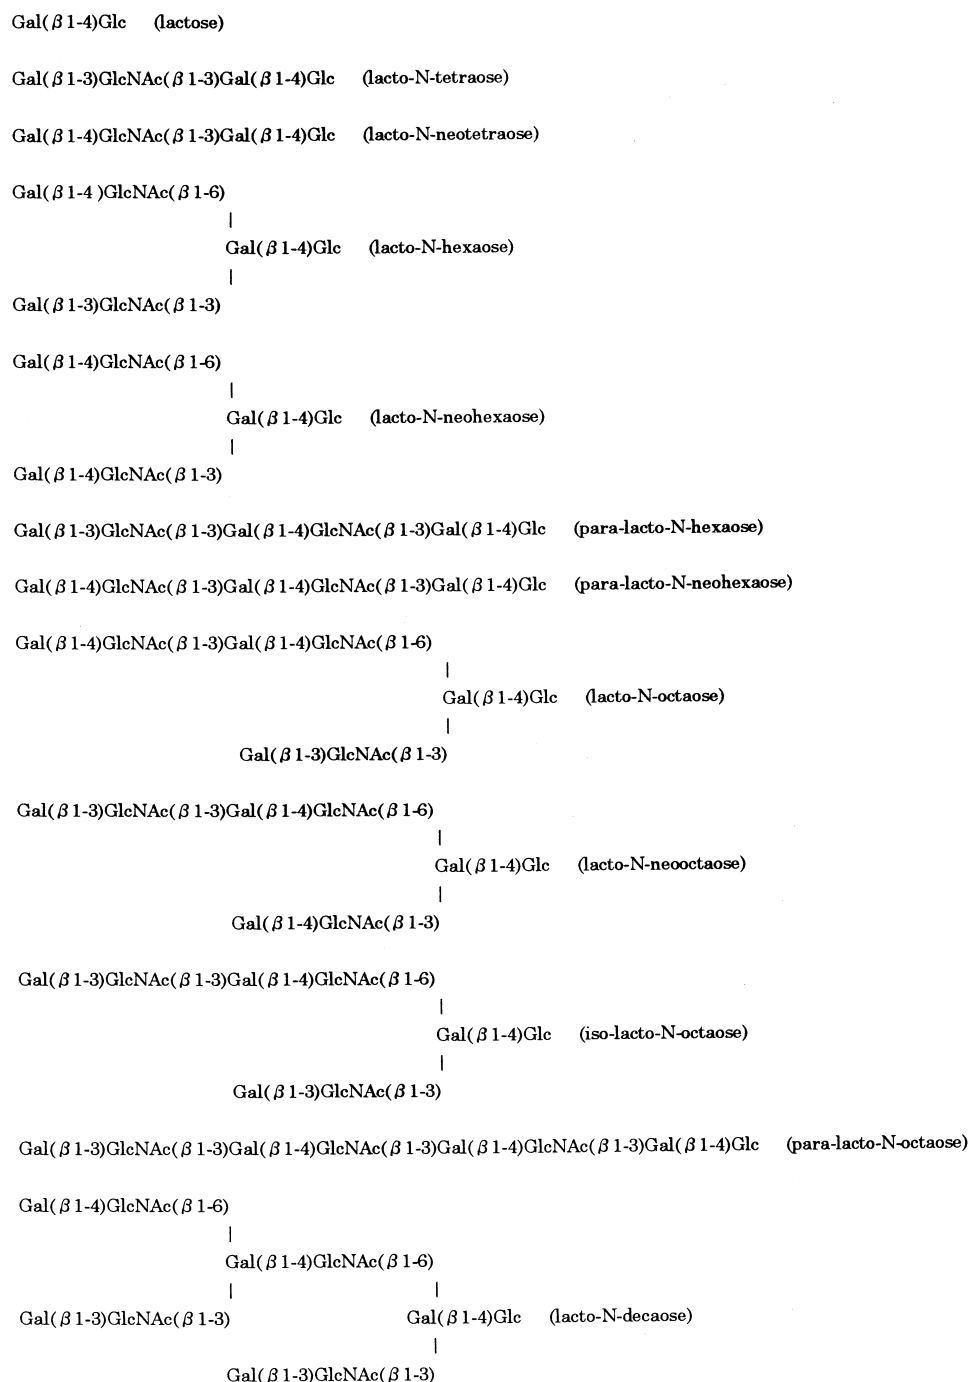 Gal(β1-4)Glc (lactose)
Gal(β1-3)GlcNAc(β1-3)Gal(β1-4)Glc (lacto-N-tetraose)
Gal(β1-4)GlcNAc(β1-3)Gal(β1-4)Glc (lacto-N-neotetraose)
Gal(β1-4 )GlcNAc(β1-6)
|
Gal(β1-4)Glc (lacto-N-hexaose)
|
Gal(β1-3)GlcNAc(β1-3)
Gal(β1-4)GlcNAc(β1-6)
|
Gal(β1-4)Glc (lacto-N-neohexaose)
|
Gal(β1-4)GlcNAc(β1-3)
Gal(β1-3)GlcNAc(β1-3)Gal(β1-4)GlcNAc(β1-3)Gal(β1-4)Glc (para-lacto-N-hexaose)
Gal(β1-4)GlcNAc(β1-3)Gal(β1-4)GlcNAc(β1-3)Gal(β1-4)Glc (para-lacto-N-neohexaose)
Gal(β1-4)GlcNAc(β1-3)Gal(β1-4)GlcNAc(β1-6)
|
Gal(β1-4)Glc (lacto-N-octaose)
|
Gal(β1-3)GlcNAc(β1-3)
Gal(β1-3)GlcNAc(β1-3)Gal(β1-4)GlcNAc(β1-6)
|
Gal(β1-4)Glc (lacto-N-neooctaose)
|
Gal(β1-4)GlcNAc(β1-3)
Gal(β1-3)GlcNAc(β1-3)Gal(β1-4)GlcNAc(β1-6)
|
Gal(β1-4)Glc (iso-lacto-N-octaose)
|
Gal(β1-3)GlcNAc(β1-3)
Gal(β1-3)GlcNAc(β1-3)Gal(β1-4)GlcNAc(β1-3)Gal(β1-4)GlcNAc(β1-3)Gal(β1-4)Glc (para-lacto-N-octaose)
Gal(β1-4)GlcNAc(β1-6)
|
Gal(β1-4)GlcNAc(β1-6)
| |
Gal(β1-3)GlcNAc(β1-3) Gal(β1-4)Glc (lacto-N-decaose)
|
Gal(β1-3)GlcNAc(β1-3)